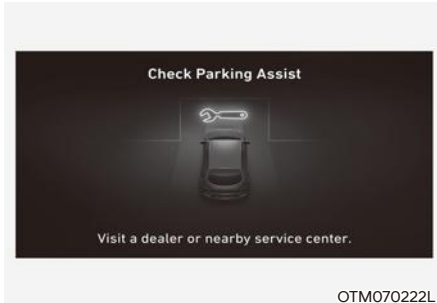 Check Parking Assist
Visit a dealer or nearby service center.
OTM070222L